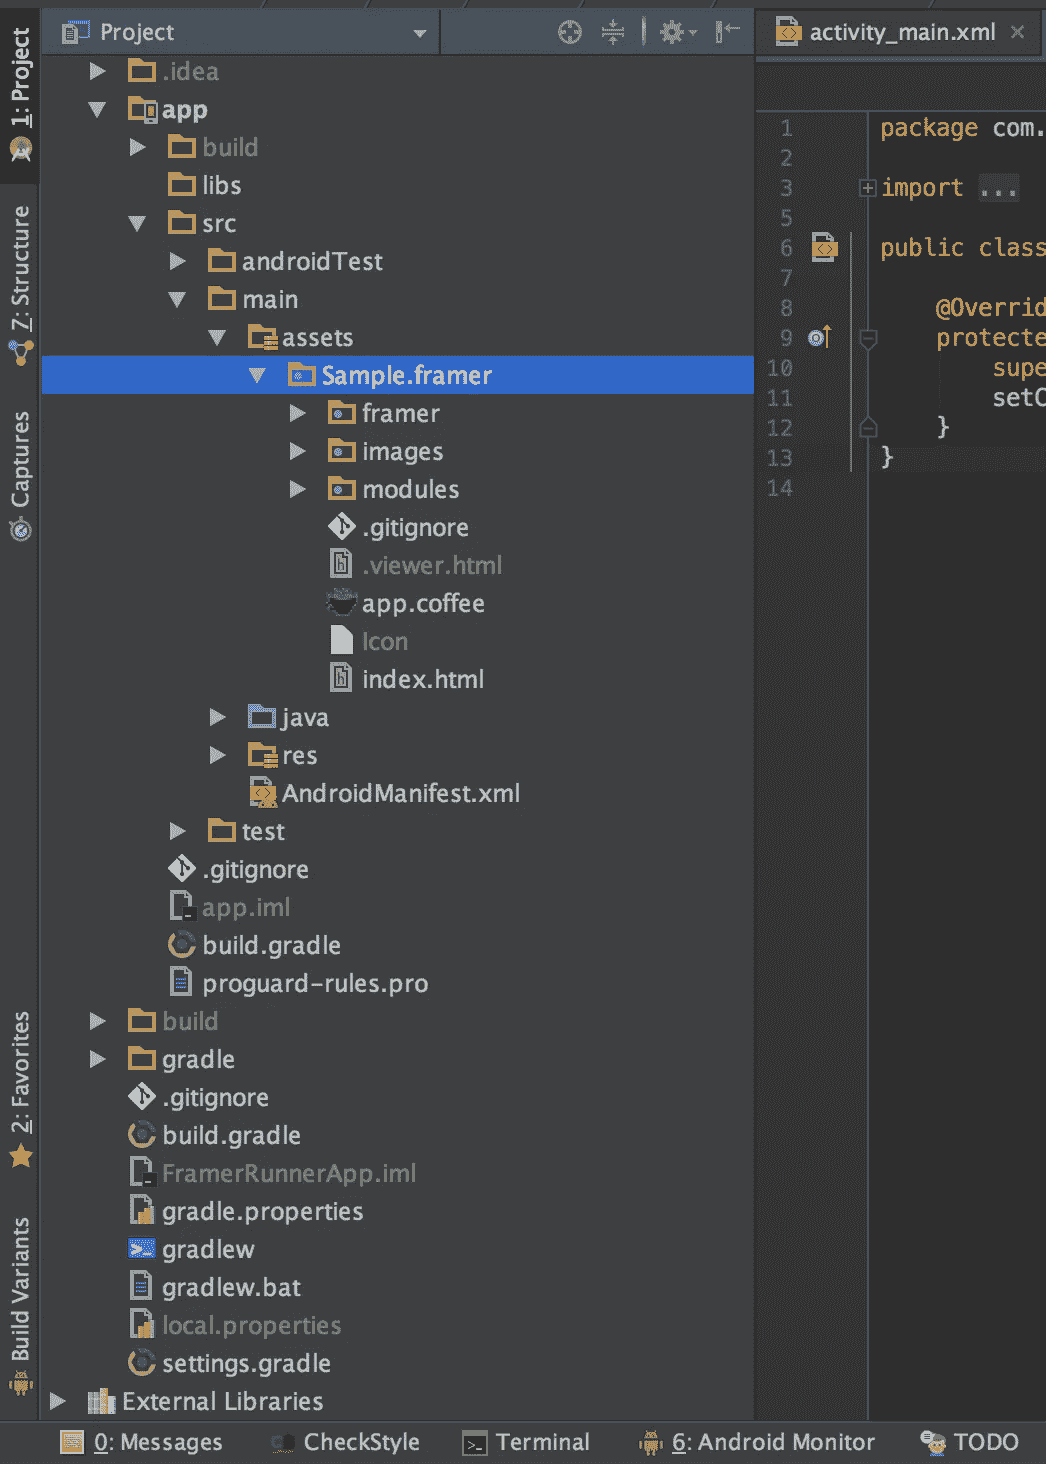 1: Project
7: Structure
Captures
2: Favorites
Build Variants
Project
.idea
app
build
libs
src
androidTest
main
assets
Sample.framer
framer
images
modules
.gitignore
.viewer.html
app.coffee
Icon
index.html
java
res
AndroidManifest.xml
test
.gitignore
app.iml
build.gradle
proguard-rules.pro
build
gradle
.gitignore
build.gradle
FramerRunnerApp.iml
gradle.properties
gradlew
gradlew.bat
local.properties
settings.gradle
External Libraries
activity_main.xml
1 package com.
2
3 import ...
5
6 public class
7
8 @Overrid
9 protecte
10 supe
11 setC
12 }
13 }
14
0: Messages CheckStyle Terminal 6: Android Monitor TODO